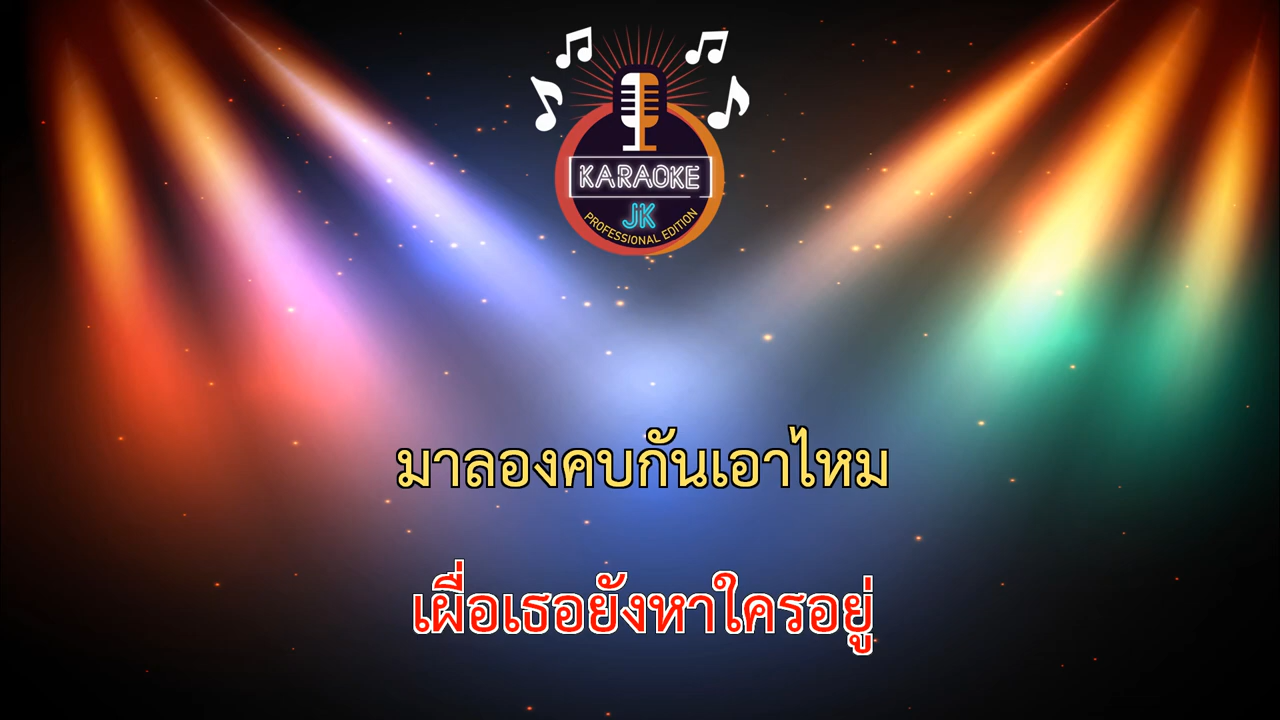 KARAOKE
JK
PROFESSIONAL EDITION
มาลองคบกันเอาไหม
เผื่อเธอยังหาใครอยู่